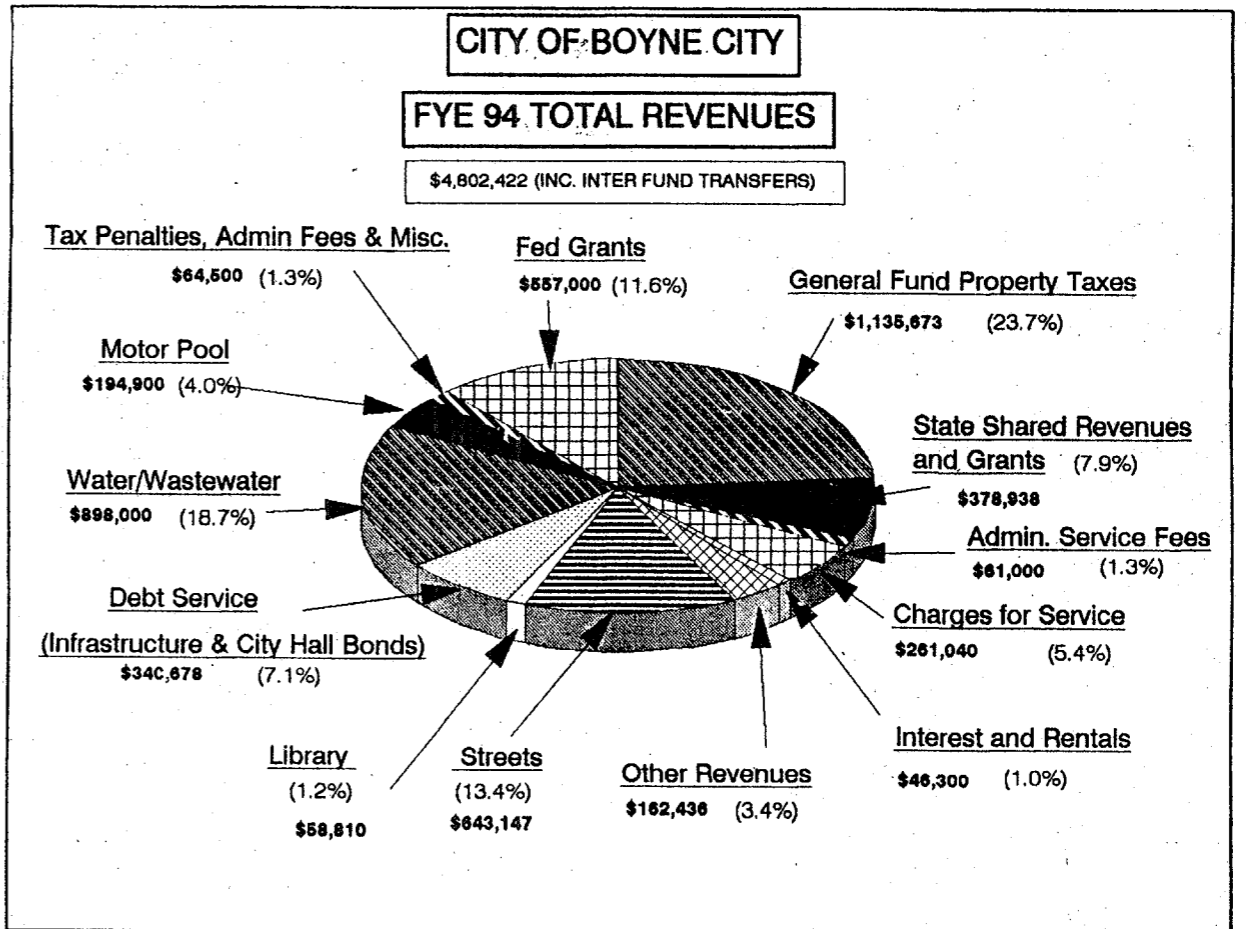 CITY OF BOYNE CITY
FYE 94 TOTAL REVENUES
$4,802,422 (INC. INTER FUND TRANSFERS)
Tax Penalties, Admin Fees & Misc.
$64,500 (1.3%)
Fed Grants
$557,000 (11.6%)
General Fund Property Taxes
$1,135,673 (23.7%)
Motor Pool
$194,900 (4.0%)
State Shared Revenues
and Grants (7.9%)
$378,938
Water/Wastewater
$898,000 (18.7%)
Admin. Service Fees
$61,000 (1.3%)
Debt Service
(Infrastructure & City Hall Bonds)
$340,678 (7.1%)
Charges for Service
$261,040 (5.4%)
Library
(1.2%)
$58,810
Streets
(13.4%)
$643,147
Other Revenues
$162,436 (3.4%)
Interest and Rentals
$46,300 (1.0%)